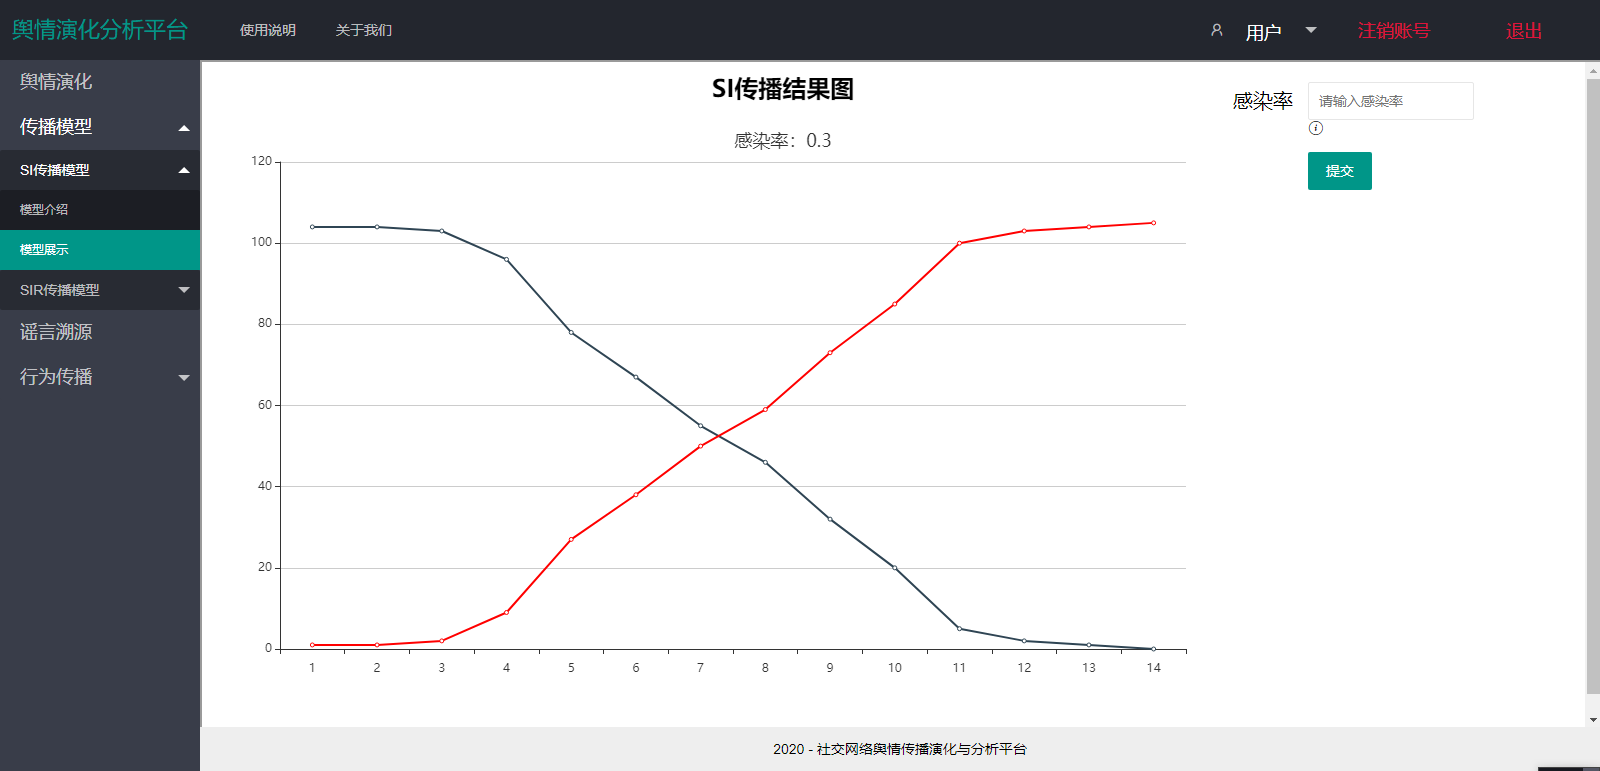 舆情演化分析平台 使用说明 关于我们 用户 注销账号 退出
舆情演化
传播模型
SI传播模型
模型介绍
模型展示
SIR传播模型
谣言溯源
行为传播
SI传播结果图
感染率：0.3
120
100
80
60
40
20
0
1 2 3 4 5 6 7 8 9 10 11 12 13 14
感染率 请输入感染率
提交
2020 - 社交网络舆情传播演化与分析平台